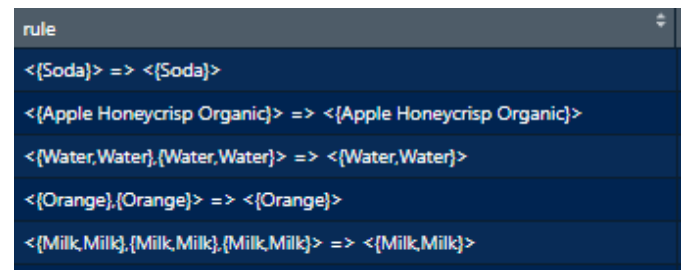 rule
<{Soda}> => <{Soda}>
<{Apple Honeycrisp Organic}> => <{Apple Honeycrisp Organic}>
<{Water,Water},{Water,Water}> => <{Water,Water}>
<{Orange},{Orange}> => <{Orange}>
<{Milk,Milk},{Milk,Milk},{Milk,Milk}> => <{Milk,Milk}>